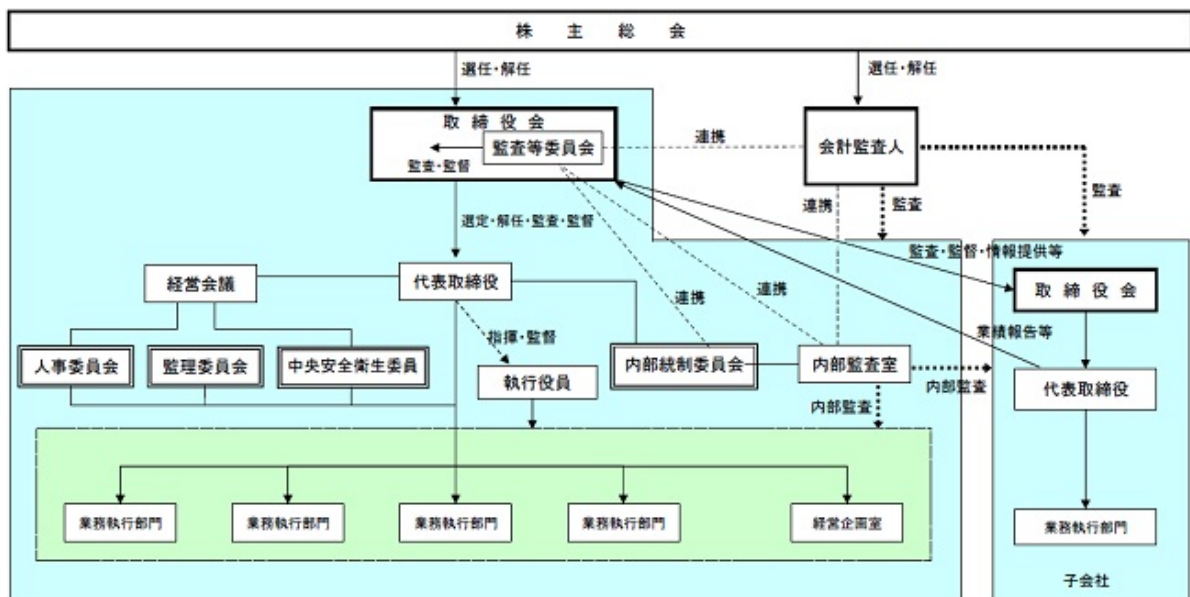 株主総会
選任・解任
選任・解任
取締役会
監査等委員会
監査・監督
連携
会計監査人
連携
監査
監査
選定・解任・監査・監督
監査・監督・情報提供等
経営会議
代表取締役
取締役会
連携
連携
指揮・監督
業績報告等
人事委員会
監理委員会
中央安全衛生委員
執行役員
内部統制委員会
内部監査室
内部監査
代表取締役
内部監査
業務執行部門
業務執行部門
業務執行部門
業務執行部門
経営企画室
業務執行部門
子会社